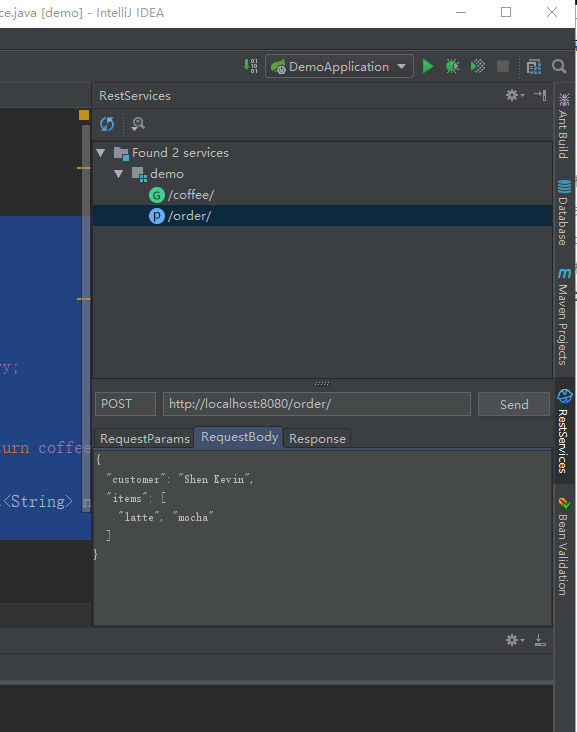 ce.java [demo] - IntelliJ IDEA
DemoApplication
RestServices
Found 2 services
demo
G /coffee/
p /order/
y;
urn coffee
<String> n
POST
http://localhost:8080/order/
Send
RequestParams
RequestBody
Response
{
"customer": "Shen Kevin",
"items": [
"latte", "mocha"
]
}
Ant Build
Database
m Maven Projects
RestServices
Bean Validation